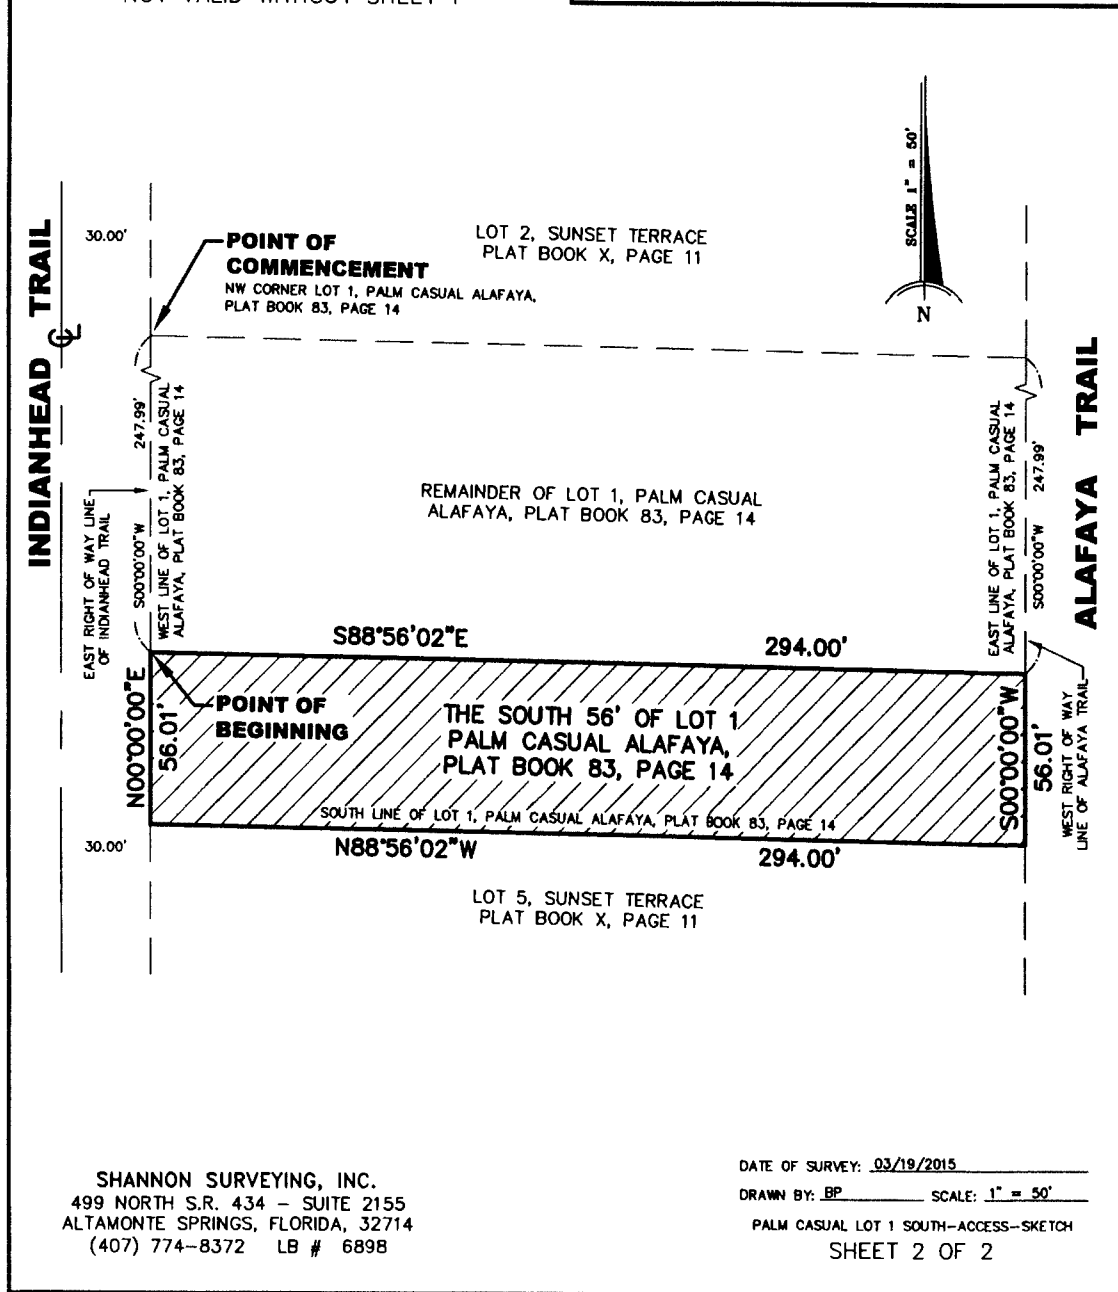 NOT VALID WITHOUT SHEET 1
SCALE 1" = 50'
N
30.00'
LOT 2, SUNSET TERRACE
PLAT BOOK X, PAGE 11
POINT OF
COMMENCEMENT
NW CORNER LOT 1, PALM CASUAL ALAFAYA,
PLAT BOOK 83, PAGE 14
INDIANHEAD TRAIL
℄
EAST RIGHT OF WAY LINE
OF INDIANHEAD TRAIL
S00°00'00"W 247.99'
WEST LINE OF LOT 1, PALM CASUAL
ALAFAYA, PLAT BOOK 83, PAGE 14
REMAINDER OF LOT 1, PALM CASUAL
ALAFAYA, PLAT BOOK 83, PAGE 14
EAST LINE OF LOT 1, PALM CASUAL
ALAFAYA, PLAT BOOK 83, PAGE 14
S00°00'00"W 247.99'
ALAFAYA TRAIL
S88°56'02"E 294.00'
N00°00'00"E
56.01'
POINT OF
BEGINNING
THE SOUTH 56' OF LOT 1
PALM CASUAL ALAFAYA,
PLAT BOOK 83, PAGE 14
SOUTH LINE OF LOT 1, PALM CASUAL ALAFAYA, PLAT BOOK 83, PAGE 14
S00°00'00"W
56.01'
WEST RIGHT OF WAY
LINE OF ALAFAYA TRAIL
30.00'
N88°56'02"W 294.00'
LOT 5, SUNSET TERRACE
PLAT BOOK X, PAGE 11
SHANNON SURVEYING, INC.
499 NORTH S.R. 434 – SUITE 2155
ALTAMONTE SPRINGS, FLORIDA, 32714
(407) 774–8372 LB # 6898
DATE OF SURVEY: 03/19/2015
DRAWN BY: BP SCALE: 1" = 50'
PALM CASUAL LOT 1 SOUTH–ACCESS–SKETCH
SHEET 2 OF 2